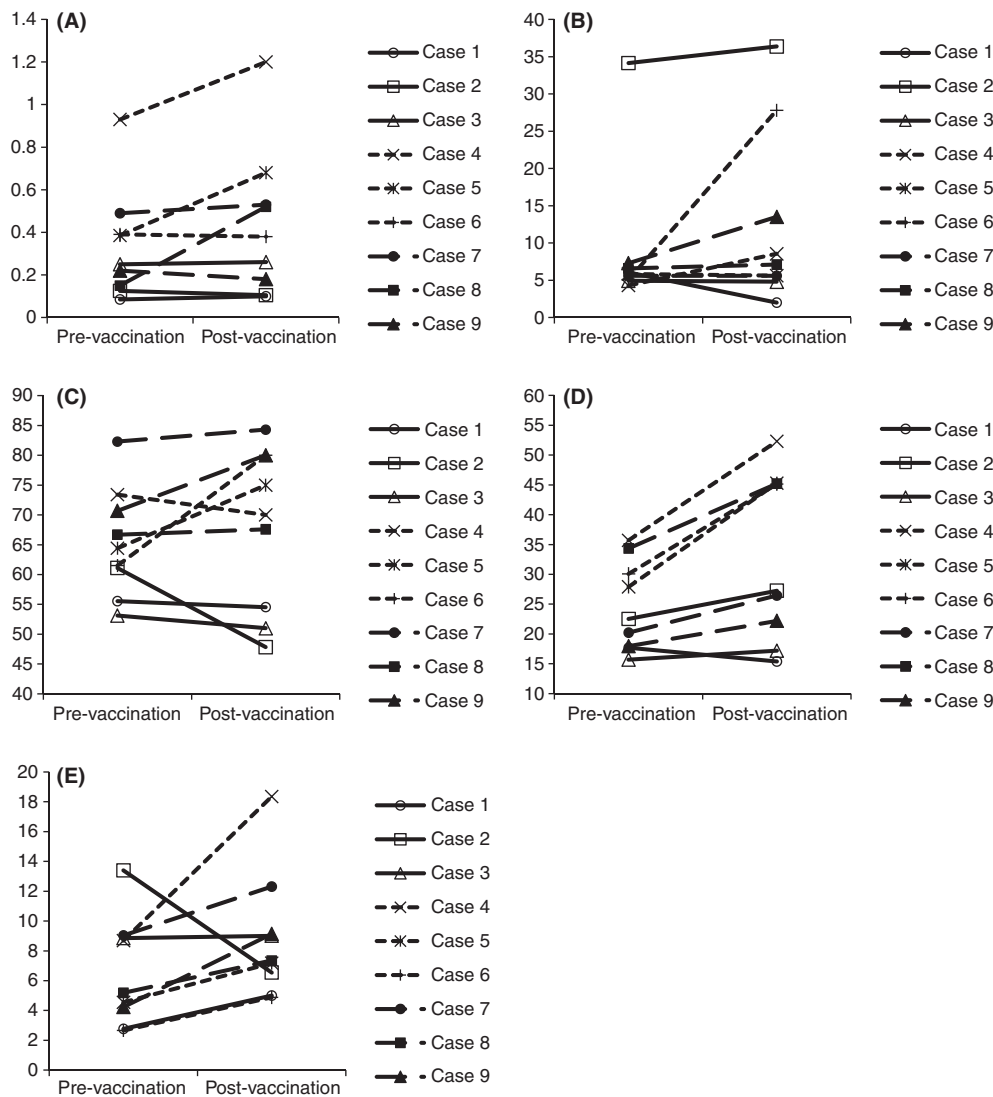 (A)
1.4
1.2
1
0.8
0.6
0.4
0.2
0
Pre-vaccination Post-vaccination
Case 1
Case 2
Case 3
Case 4
Case 5
Case 6
Case 7
Case 8
Case 9
(B)
40
35
30
25
20
15
10
5
0
Pre-vaccination Post-vaccination
Case 1
Case 2
Case 3
Case 4
Case 5
Case 6
Case 7
Case 8
Case 9
(C)
90
85
80
75
70
65
60
55
50
45
40
Pre-vaccination Post-vaccination
Case 1
Case 2
Case 3
Case 4
Case 5
Case 6
Case 7
Case 8
Case 9
(D)
60
55
50
45
40
35
30
25
20
15
10
Pre-vaccination Post-vaccination
Case 1
Case 2
Case 3
Case 4
Case 5
Case 6
Case 7
Case 8
Case 9
(E)
20
18
16
14
12
10
8
6
4
2
0
Pre-vaccination Post-vaccination
Case 1
Case 2
Case 3
Case 4
Case 5
Case 6
Case 7
Case 8
Case 9